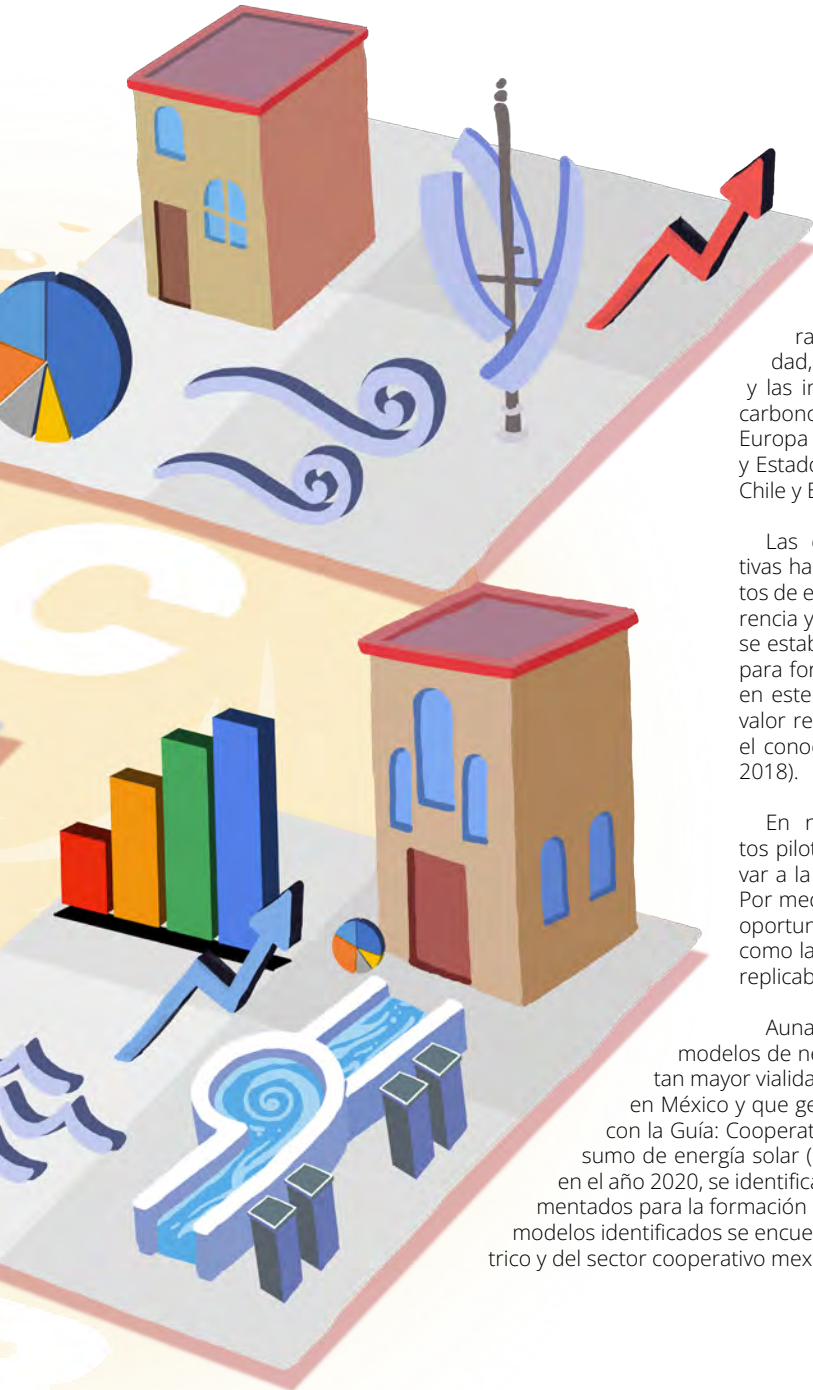 ra
dad,
y las in
carbono
Europa
y Estado
Chile y E
Las
tivas ha
tos de e
rencia y
se estab
para for
en este
valor re
el conoc
2018).
En
tos pilot
var a la
Por med
oportun
como la
replicab
Auna
modelos de ne
tan mayor vialida
en México y que ge
con la Guía: Cooperat
sumo de energía solar (
en el año 2020, se identifica
mentados para la formación
modelos identificados se encue
trico y del sector cooperativo mex